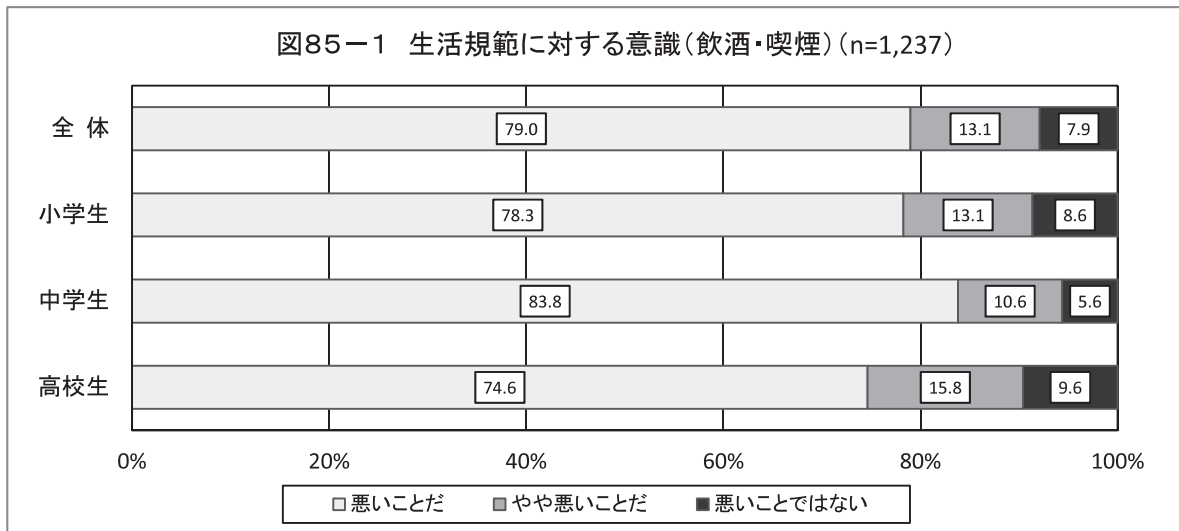 図85－1 生活規範に対する意識(飲酒・喫煙)(n=1,237)
全 体
79.0
13.1
7.9
小学生
78.3
13.1
8.6
中学生
83.8
10.6
5.6
高校生
74.6
15.8
9.6
0% 20% 40% 60% 80% 100%
悪いことだ やや悪いことだ 悪いことではない